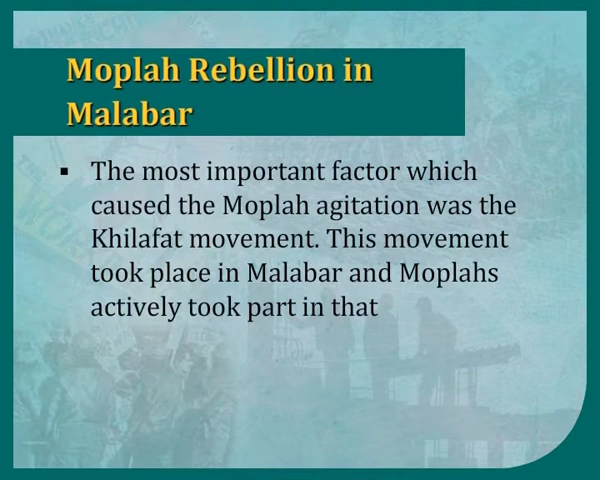 Moplah Rebellion in
Malabar
▪ The most important factor which
caused the Moplah agitation was the
Khilafat movement. This movement
took place in Malabar and Moplahs
actively took part in that